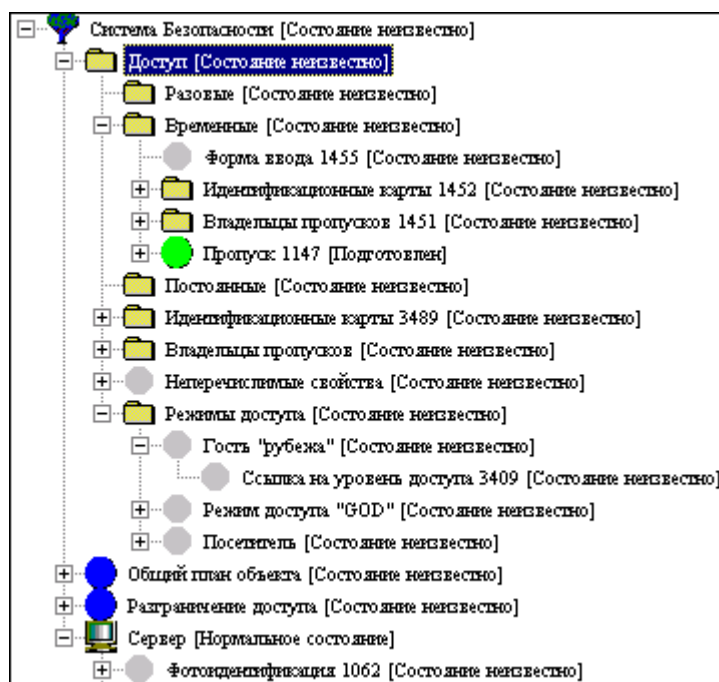 Система Безопасности [Состояние неизвестно]
Доступ [Состояние неизвестно]
Разовые [Состояние неизвестно]
Временные [Состояние неизвестно]
Форма ввода 1455 [Состояние неизвестно]
Идентификационные карты 1452 [Состояние неизвестно]
Владельцы пропусков 1451 [Состояние неизвестно]
Пропуск 1147 [Подготовлен]
Постоянные [Состояние неизвестно]
Идентификационные карты 3489 [Состояние неизвестно]
Владельцы пропусков [Состояние неизвестно]
Неперечислимые свойства [Состояние неизвестно]
Режимы доступа [Состояние неизвестно]
Гость "рубежа" [Состояние неизвестно]
Ссылка на уровень доступа 3409 [Состояние неизвестно]
Режим доступа "GOD" [Состояние неизвестно]
Посетитель [Состояние неизвестно]
Общий план объекта [Состояние неизвестно]
Разграничение доступа [Состояние неизвестно]
Сервер [Нормальное состояние]
Фотоидентификация 1062 [Состояние неизвестно]